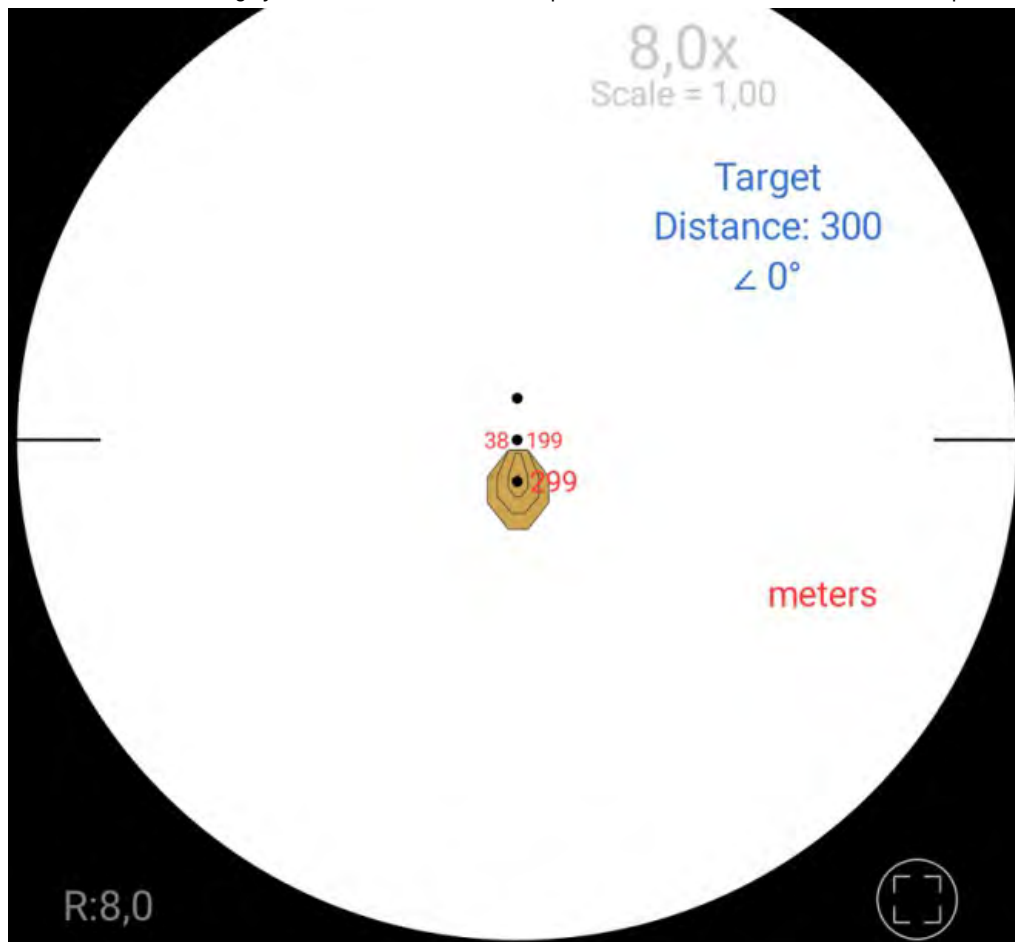 8,0x
Scale = 1,00
Target
Distance: 300
∠ 0°
38 199
299
meters
R:8,0